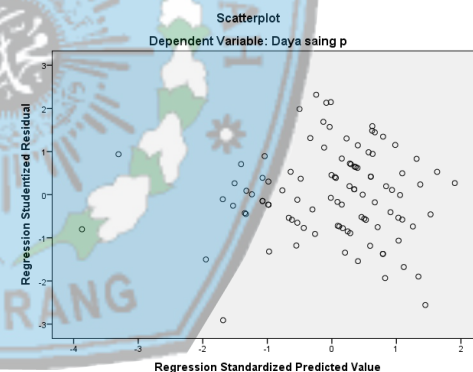 Scatterplot
Dependent Variable: Daya saing p
Regression Studentized Residual
3
2
1
0
-1
-2
-3
-4
-3
-2
-1
0
1
2
Regression Standardized Predicted Value
AH
RANG